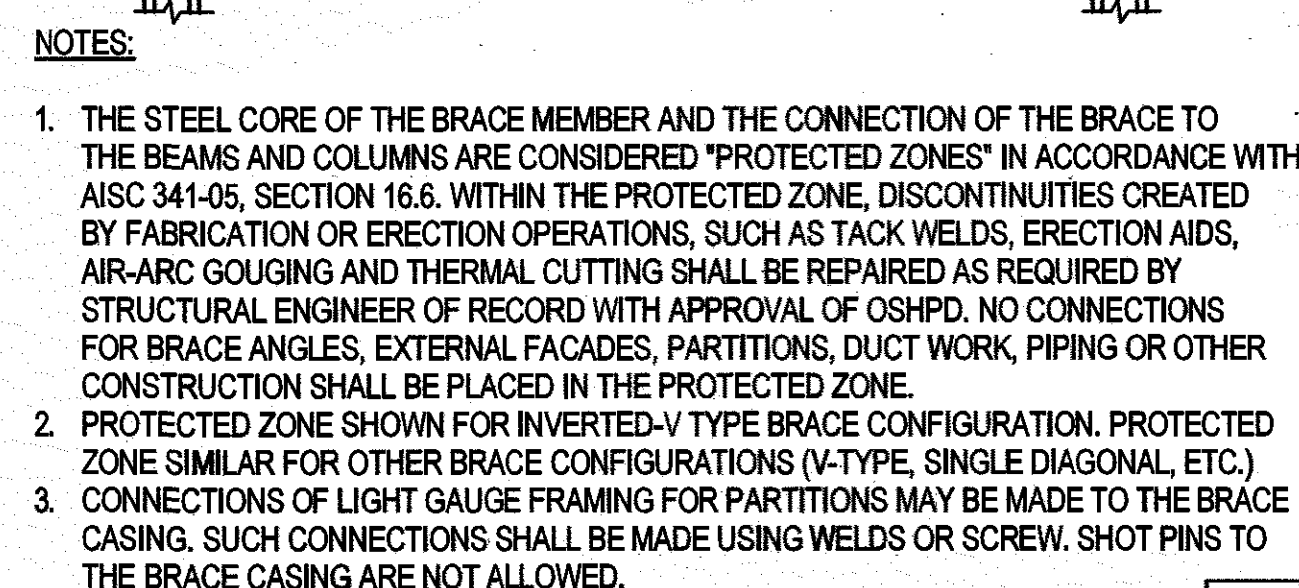 NOTES:
1. THE STEEL CORE OF THE BRACE MEMBER AND THE CONNECTION OF THE BRACE TO
THE BEAMS AND COLUMNS ARE CONSIDERED "PROTECTED ZONES" IN ACCORDANCE WITH
AISC 341-05, SECTION 16.6. WITHIN THE PROTECTED ZONE, DISCONTINUITIES CREATED
BY FABRICATION OR ERECTION OPERATIONS, SUCH AS TACK WELDS, ERECTION AIDS,
AIR-ARC GOUGING AND THERMAL CUTTING SHALL BE REPAIRED AS REQUIRED BY
STRUCTURAL ENGINEER OF RECORD WITH APPROVAL OF OSHPD. NO CONNECTIONS
FOR BRACE ANGLES, EXTERNAL FACADES, PARTITIONS, DUCT WORK, PIPING OR OTHER
CONSTRUCTION SHALL BE PLACED IN THE PROTECTED ZONE.
2. PROTECTED ZONE SHOWN FOR INVERTED-V TYPE BRACE CONFIGURATION. PROTECTED
ZONE SIMILAR FOR OTHER BRACE CONFIGURATIONS (V-TYPE, SINGLE DIAGONAL, ETC.)
3. CONNECTIONS OF LIGHT GAUGE FRAMING FOR PARTITIONS MAY BE MADE TO THE BRACE
CASING. SUCH CONNECTIONS SHALL BE MADE USING WELDS OR SCREW. SHOT PINS TO
THE BRACE CASING ARE NOT ALLOWED.